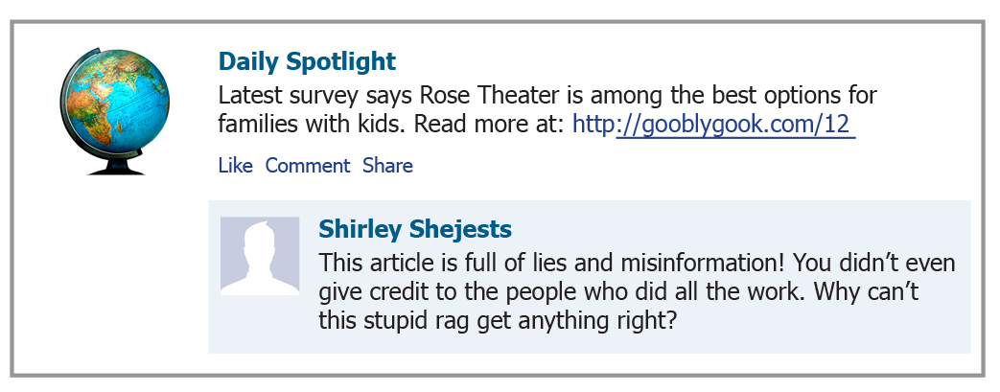 Daily Spotlight
Latest survey says Rose Theater is among the best options for
families with kids. Read more at: http://gooblygook.com/12
Like Comment Share
Shirley Shejests
This article is full of lies and misinformation! You didn’t even
give credit to the people who did all the work. Why can’t
this stupid rag get anything right?